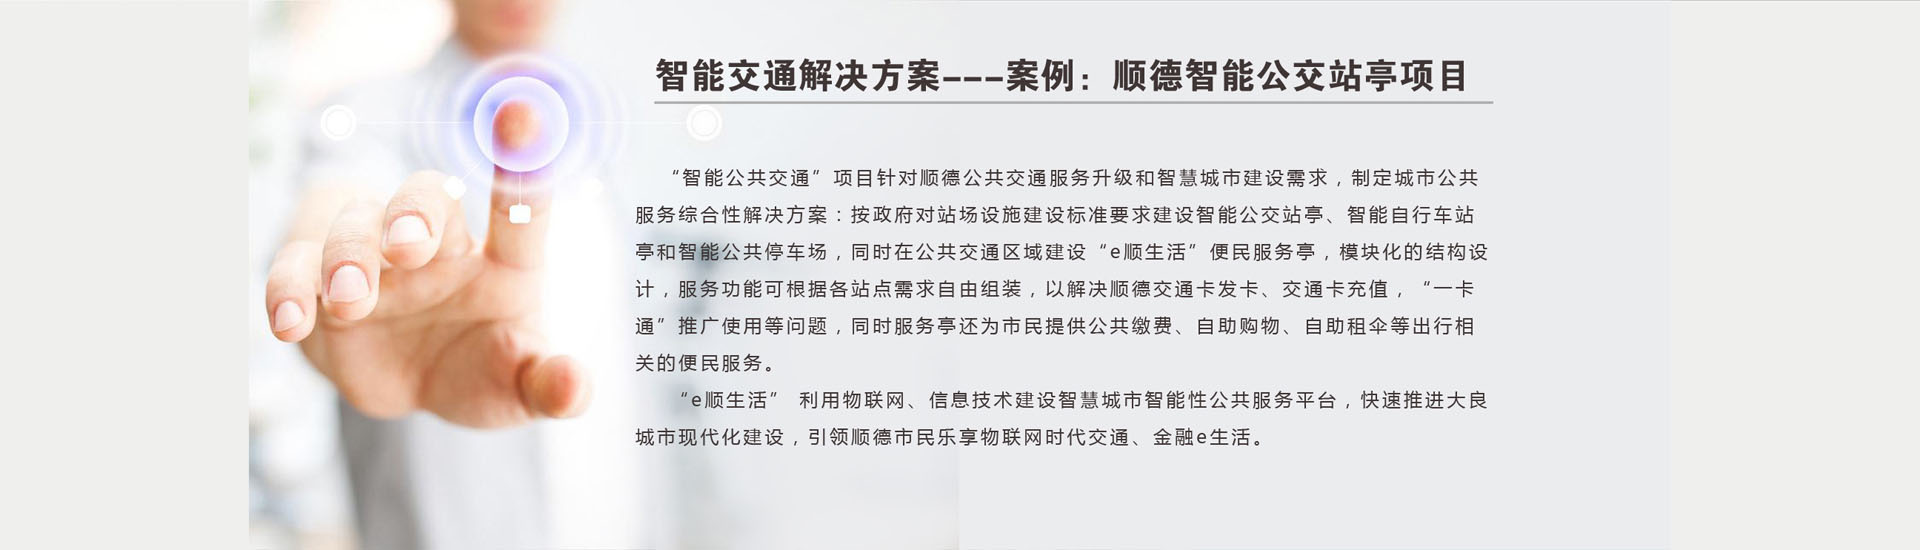 智能交通解决方案---案例：顺德智能公交站亭项目
“智能公共交通”项目针对顺德公共交通服务升级和智慧城市建设需求，制定城市公共
服务综合性解决方案：按政府对站场设施建设标准要求建设智能公交站亭、智能自行车站
亭和智能公共停车场，同时在公共交通区域建设“e顺生活”便民服务亭，模块化的结构设
计，服务功能可根据各站点需求自由组装，以解决顺德交通卡发卡、交通卡充值，“一卡
通”推广使用等问题，同时服务亭还为市民提供公共缴费、自助购物、自助租伞等出行相
关的便民服务。
“e顺生活” 利用物联网、信息技术建设智慧城市智能性公共服务平台，快速推进大良
城市现代化建设，引领顺德市民乐享物联网时代交通、金融e生活。